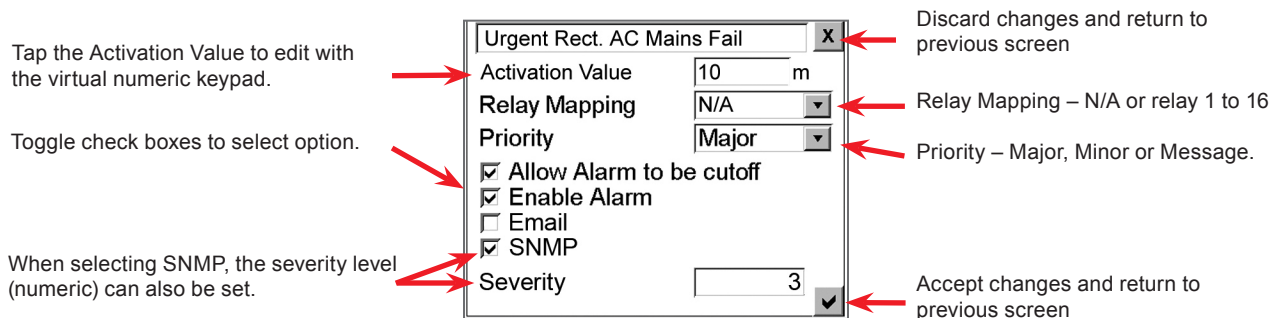 Tap the Activation Value to edit with
the virtual numeric keypad.
Toggle check boxes to select option.
When selecting SNMP, the severity level
(numeric) can also be set.
Urgent Rect. AC Mains Fail
X
Activation Value
10
m
Relay Mapping
N/A
Priority
Major
Allow Alarm to be cutoff
Enable Alarm
Email
SNMP
Severity
3
Discard changes and return to
previous screen
Relay Mapping – N/A or relay 1 to 16
Priority – Major, Minor or Message.
Accept changes and return to
previous screen